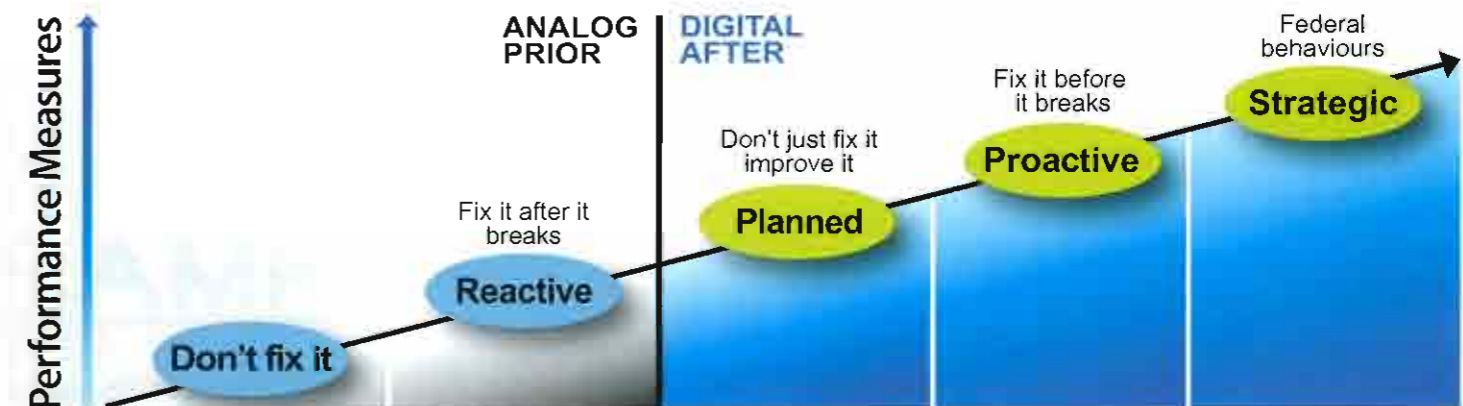 Performance Measures
ANALOG
PRIOR
DIGITAL
AFTER
Don't fix it
Fix it after it
breaks
Reactive
Don't just fix it
improve it
Planned
Fix it before
it breaks
Proactive
Federal
behaviours
Strategic